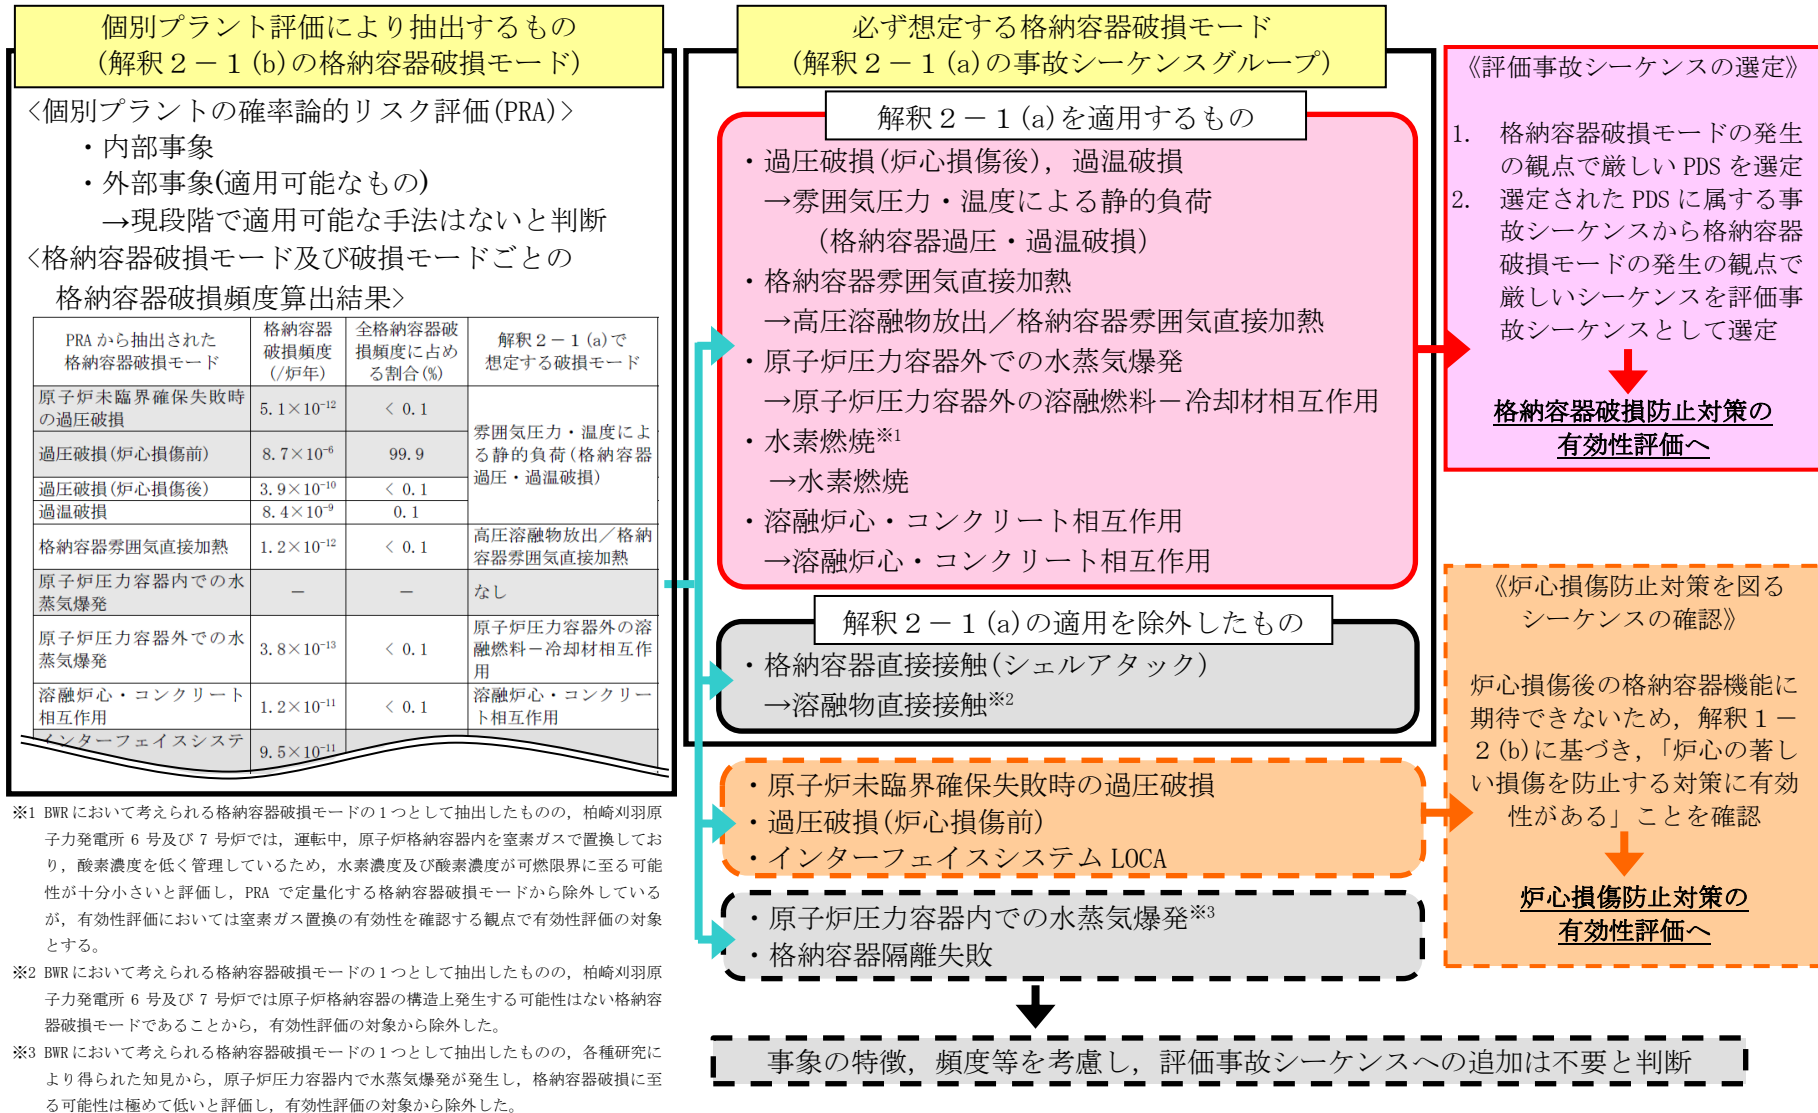 個別プラント評価により抽出するもの
(解釈２－１(b)の格納容器破損モード)
<個別プラントの確率論的リスク評価(PRA)>
・内部事象
・外部事象(適用可能なもの)
→現段階で適用可能な手法はないと判断
<格納容器破損モード及び破損モードごとの
格納容器破損頻度算出結果>
PRAから抽出された
格納容器破損モード
格納容器
破損頻度
(/炉年)
全格納容器破
損頻度に占め
る割合(%)
解釈２－１(a)で
想定する破損モード
原子炉未臨界確保失敗時
の過圧破損
5.1×10⁻¹²
< 0.1
雰囲気圧力・温度によ
る静的負荷(格納容器
過圧・過温破損)
過圧破損(炉心損傷前)
8.7×10⁻⁶
99.9
過圧破損(炉心損傷後)
3.9×10⁻¹⁰
< 0.1
過温破損
8.4×10⁻⁹
0.1
格納容器雰囲気直接加熱
1.2×10⁻¹²
< 0.1
高圧溶融物放出／格納
容器雰囲気直接加熱
原子炉圧力容器内での水
蒸気爆発
－
－
なし
原子炉圧力容器外での水
蒸気爆発
3.8×10⁻¹³
< 0.1
原子炉圧力容器外の溶
融燃料－冷却材相互作
用
溶融炉心・コンクリート
相互作用
1.2×10⁻¹¹
< 0.1
溶融炉心・コンクリー
ト相互作用
インターフェイスシステ
9.5×10⁻¹¹
※1 BWRにおいて考えられる格納容器破損モードの1つとして抽出したものの，柏崎刈羽原
子力発電所 6 号及び 7 号炉では，運転中，原子炉格納容器内を窒素ガスで置換してお
り，酸素濃度を低く管理しているため，水素濃度及び酸素濃度が可燃限界に至る可能
性が十分小さいと評価し，PRA で定量化する格納容器破損モードから除外している
が，有効性評価においては窒素ガス置換の有効性を確認する観点で有効性評価の対象
とする。
※2 BWRにおいて考えられる格納容器破損モードの1つとして抽出したものの，柏崎刈羽原
子力発電所 6 号及び 7 号炉では原子炉格納容器の構造上発生する可能性はない格納容
器破損モードであることから，有効性評価の対象から除外した。
※3 BWRにおいて考えられる格納容器破損モードの1つとして抽出したものの，各種研究に
より得られた知見から，原子炉圧力容器内で水蒸気爆発が発生し，格納容器破損に至
る可能性は極めて低いと評価し，有効性評価の対象から除外した。
必ず想定する格納容器破損モード
(解釈２－１(a)の事故シーケンスグループ)
解釈２－１(a)を適用するもの
・過圧破損(炉心損傷後)，過温破損
→雰囲気圧力・温度による静的負荷
(格納容器過圧・過温破損)
・格納容器雰囲気直接加熱
→高圧溶融物放出／格納容器雰囲気直接加熱
・原子炉圧力容器外での水蒸気爆発
→原子炉圧力容器外の溶融燃料－冷却材相互作用
・水素燃焼※1
→水素燃焼
・溶融炉心・コンクリート相互作用
→溶融炉心・コンクリート相互作用
解釈２－１(a)の適用を除外したもの
・格納容器直接接触(シェルアタック)
→溶融物直接接触※2
・原子炉未臨界確保失敗時の過圧破損
・過圧破損(炉心損傷前)
・インターフェイスシステム LOCA
・原子炉圧力容器内での水蒸気爆発※3
・格納容器隔離失敗
事象の特徴，頻度等を考慮し，評価事故シーケンスへの追加は不要と判断
《評価事故シーケンスの選定》
1. 格納容器破損モードの発生
の観点で厳しい PDS を選定
2. 選定された PDS に属する事
故シーケンスから格納容器
破損モードの発生の観点で
厳しいシーケンスを評価事
故シーケンスとして選定
格納容器破損防止対策の
有効性評価へ
《炉心損傷防止対策を図る
シーケンスの確認》
炉心損傷後の格納容器機能に
期待できないため，解釈１－
２(b)に基づき，「炉心の著し
い損傷を防止する対策に有効
性がある」ことを確認
炉心損傷防止対策の
有効性評価へ